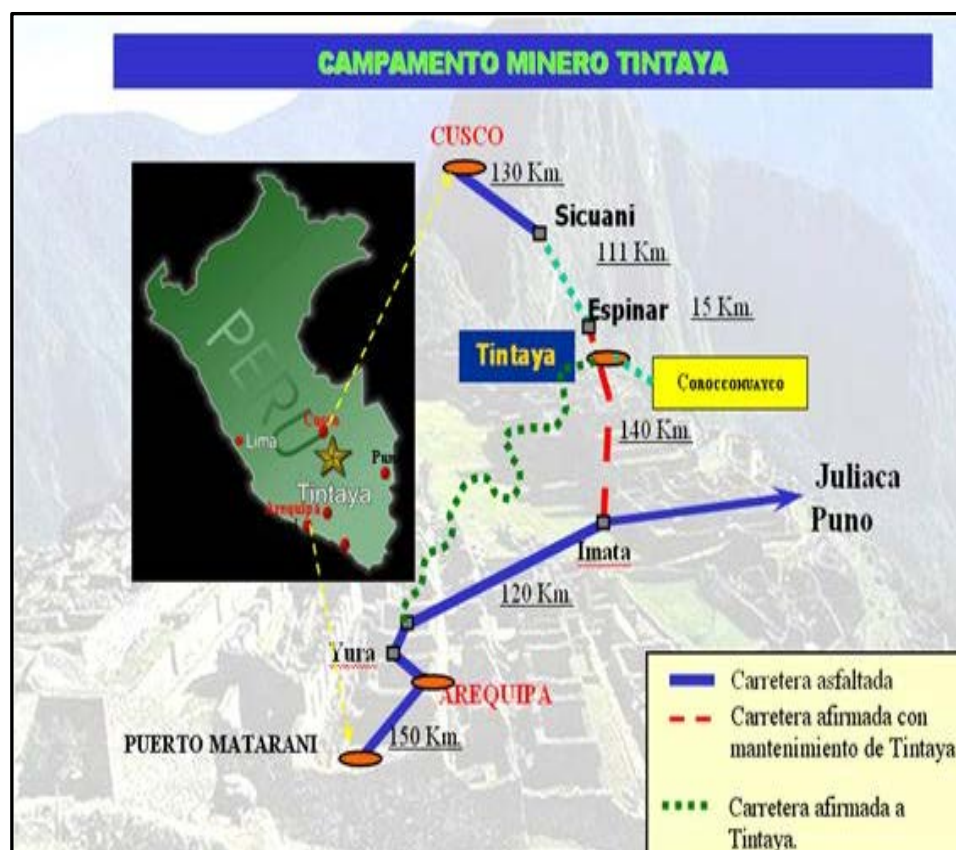 CAMPAMENTO MINERO TINTAYA
CUSCO
130 Km.
Sicuani
111 Km.
Espinar
15 Km.
Tintaya
COROCCOHUAYCO
140 Km.
PERU
Cusco
Lima
Pun
Tintaya
Arequipa
Juliaca
Puno
Imata
120 Km.
Yura
AREQUIPA
PUERTO MATARANI
150 Km.
Carretera asfaltada
Carretera afirmada con
mantenimiento de Tintaya
Carretera afirmada a
Tintaya.